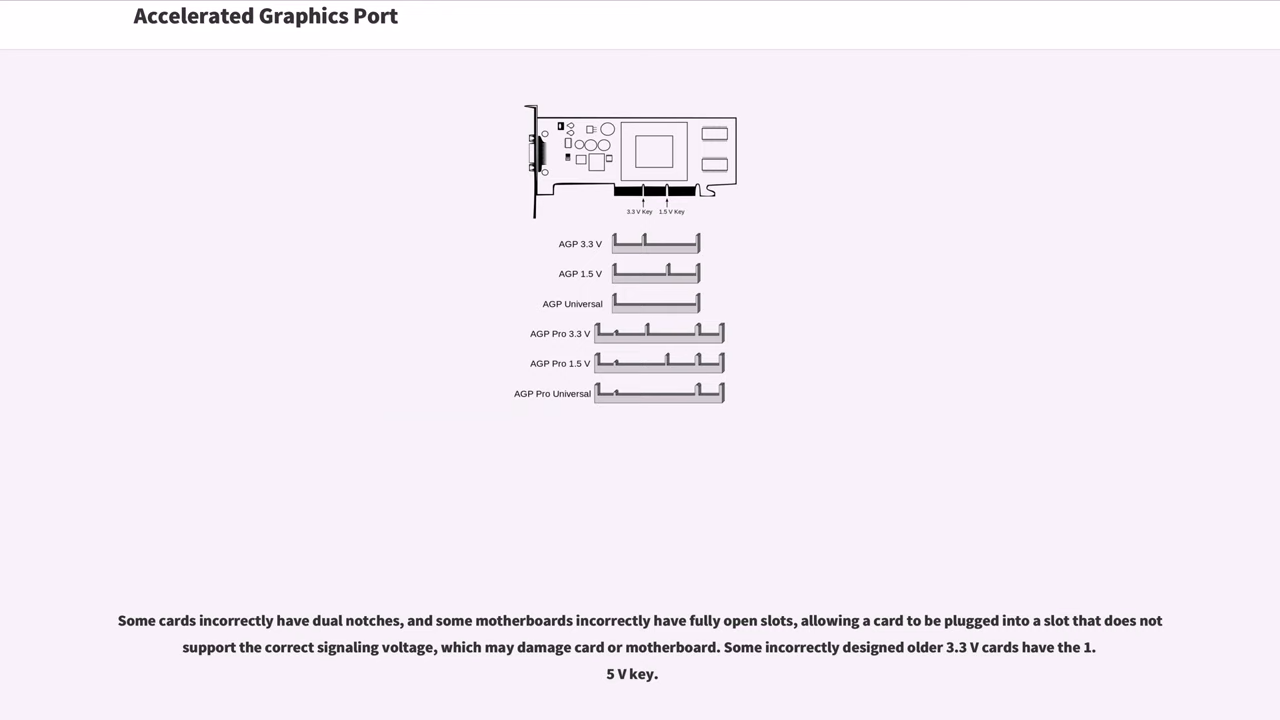 Accelerated Graphics Port
3.3 V Key 1.5 V Key
AGP 3.3 V
AGP 1.5 V
AGP Universal
AGP Pro 3.3 V
AGP Pro 1.5 V
AGP Pro Universal
Some cards incorrectly have dual notches, and some motherboards incorrectly have fully open slots, allowing a card to be plugged into a slot that does not
support the correct signaling voltage, which may damage card or motherboard. Some incorrectly designed older 3.3 V cards have the 1.
5 V key.